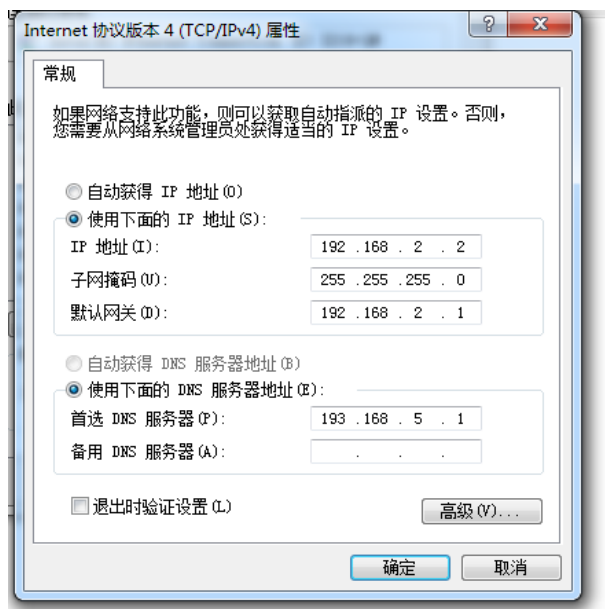 Internet 协议版本 4 (TCP/IPv4) 属性
常规
如果网络支持此功能，则可以获取自动指派的 IP 设置。否则，
您需要从网络系统管理员处获得适当的 IP 设置。
自动获得 IP 地址(O)
使用下面的 IP 地址(S):
IP 地址(I): 192 .168 . 2 . 2
子网掩码(U): 255 .255 .255 . 0
默认网关(D): 192 .168 . 2 . 1
自动获得 DNS 服务器地址(B)
使用下面的 DNS 服务器地址(E):
首选 DNS 服务器(P): 193 .168 . 5 . 1
备用 DNS 服务器(A): . . .
退出时验证设置(L)
高级(V)...
确定 取消